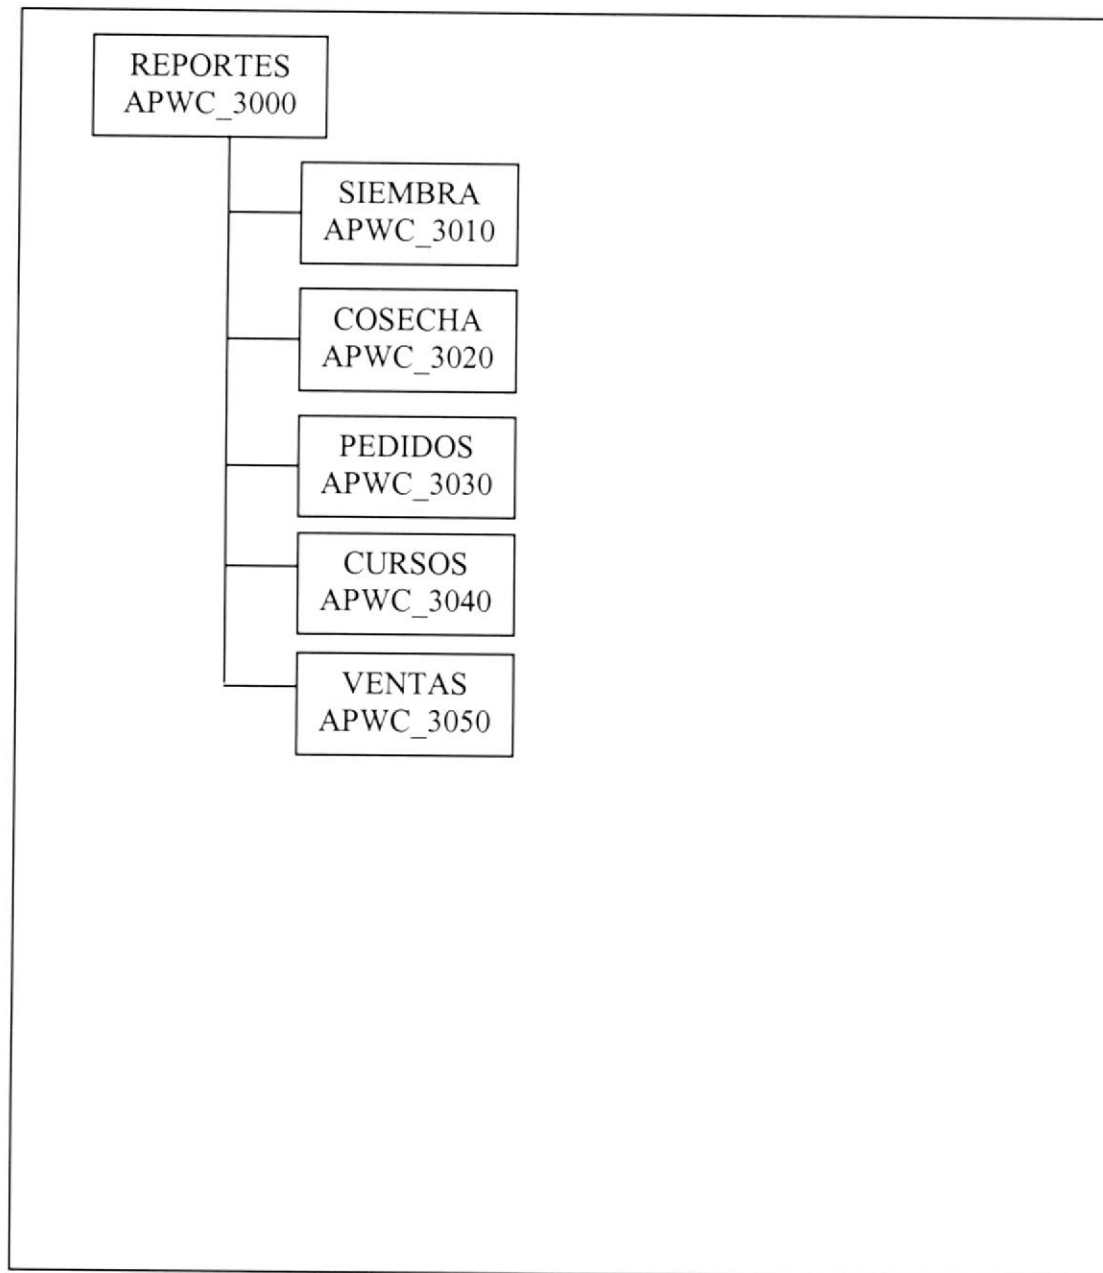 REPORTES
APWC_3000
SIEMBRA
APWC_3010
COSECHA
APWC_3020
PEDIDOS
APWC_3030
CURSOS
APWC_3040
VENTAS
APWC_3050